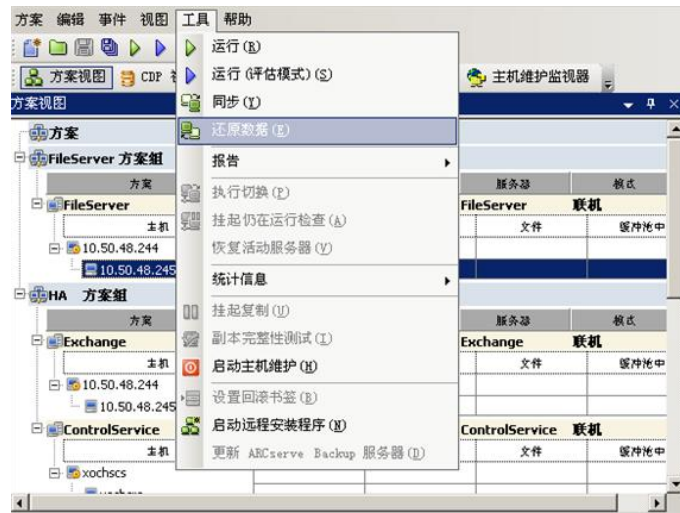 方案 编辑 事件 视图 工具 帮助
方案视图 CDP 主机维护监视器
方案视图
运行(R)
运行(评估模式)(S)
同步(Y)
还原数据(E)
报告
执行切换(P)
挂起仍在运行检查(A)
恢复活动服务器(V)
统计信息
挂起复制(U)
副本完整性测试(I)
启动主机维护(H)
设置回滚书签(B)
启动远程安装程序(N)
更新 ARCserve Backup 服务器(D)
方案
FileServer 方案组
方案 服务器 模式
FileServer FileServer 联机
主机 文件 缓冲池中
10.50.48.244
10.50.48.245
HA 方案组
方案 服务器 模式
Exchange Exchange 联机
主机 文件 缓冲池中
10.50.48.244
10.50.48.245
ControlService ControlService 联机
主机 文件 缓冲池中
xochscs